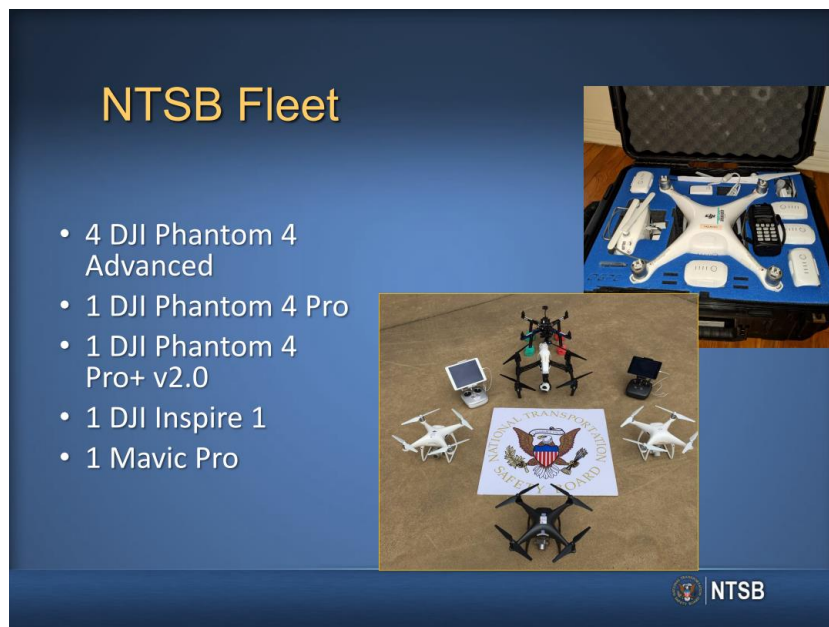 NTSB Fleet
• 4 DJI Phantom 4
Advanced
• 1 DJI Phantom 4 Pro
• 1 DJI Phantom 4
Pro+ v2.0
• 1 DJI Inspire 1
• 1 Mavic Pro
NATIONAL TRANSPORTATION
SAFETY BOARD
NTSB